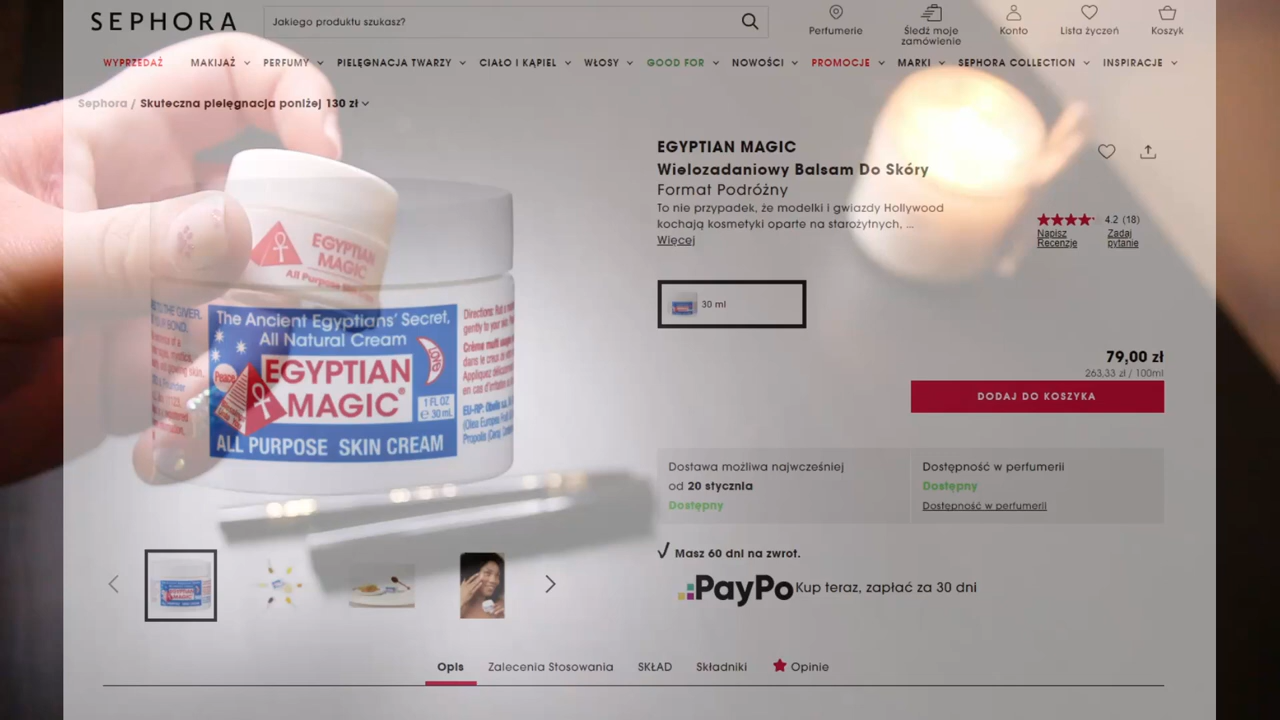 SEPHORA
Jakiego produktu szukasz?
Perfumerie
Śledź moje
zamówienie
Konto
Lista życzeń
Koszyk
WYPRZEDAŻ MAKIJAŻ PERFUMY PIELĘGNACJA TWARZY CIAŁO I KĄPIEL WŁOSY GOOD FOR NOWOŚCI PROMOCJE MARKI SEPHORA COLLECTION INSPIRACJE
Sephora / Skuteczna pielęgnacja poniżej 130 zł
EGYPTIAN MAGIC
Wielozadaniowy Balsam Do Skóry
Format Podróżny
To nie przypadek, że modelki i gwiazdy Hollywood
kochają kosmetyki oparte na starożytnych, ...
Więcej
4.2 (18)
Napisz
Recenzję
Zadaj
pytanie
30 ml
79,00 zł
263,33 zł / 100ml
DODAJ DO KOSZYKA
Dostawa możliwa najwcześniej
od 20 stycznia
Dostępny
Dostępność w perfumerii
Dostępny
Dostępność w perfumerii
Masz 60 dni na zwrot.
PayPo Kup teraz, zapłać za 30 dni
Opis Zalecenia Stosowania SKŁAD Składniki Opinie
EGYPTIAN
MAGIC
All Purpose Skin
The Ancient Egyptians' Secret,
All Natural Cream
Peace
Love
EGYPTIAN
MAGIC®
1 FL OZ
e 30 mL
ALL PURPOSE SKIN CREAM